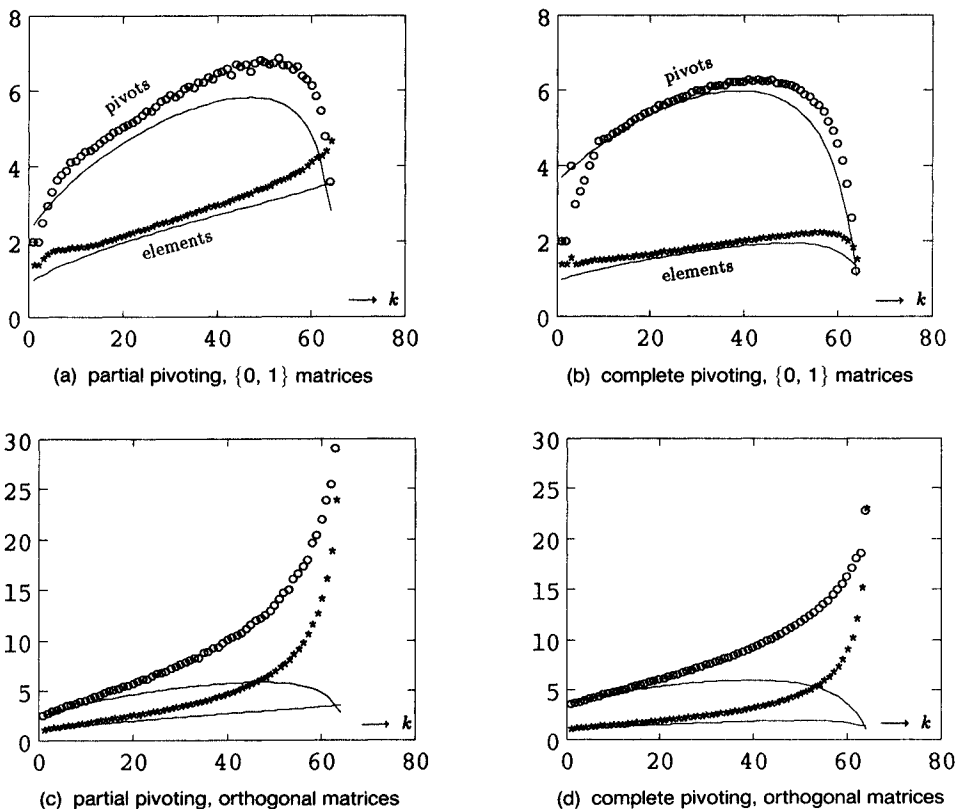 8
6
4
2
0
pivots
elements
→ k
0 20 40 60 80
(a) partial pivoting, {0, 1} matrices
8
6
4
2
0
pivots
elements
→ k
0 20 40 60 80
(b) complete pivoting, {0, 1} matrices
30
25
20
15
10
5
0
→ k
0 20 40 60 80
(c) partial pivoting, orthogonal matrices
30
25
20
15
10
5
0
→ k
0 20 40 60 80
(d) complete pivoting, orthogonal matrices